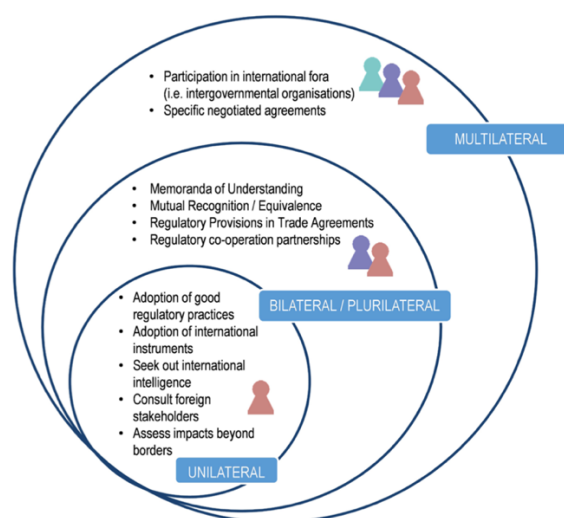 • Participation in international fora
(i.e. intergovernmental organisations)
• Specific negotiated agreements
MULTILATERAL
• Memoranda of Understanding
• Mutual Recognition / Equivalence
• Regulatory Provisions in Trade Agreements
• Regulatory co-operation partnerships
BILATERAL / PLURILATERAL
• Adoption of good
regulatory practices
• Adoption of international
instruments
• Seek out international
intelligence
• Consult foreign
stakeholders
• Assess impacts beyond
borders
UNILATERAL